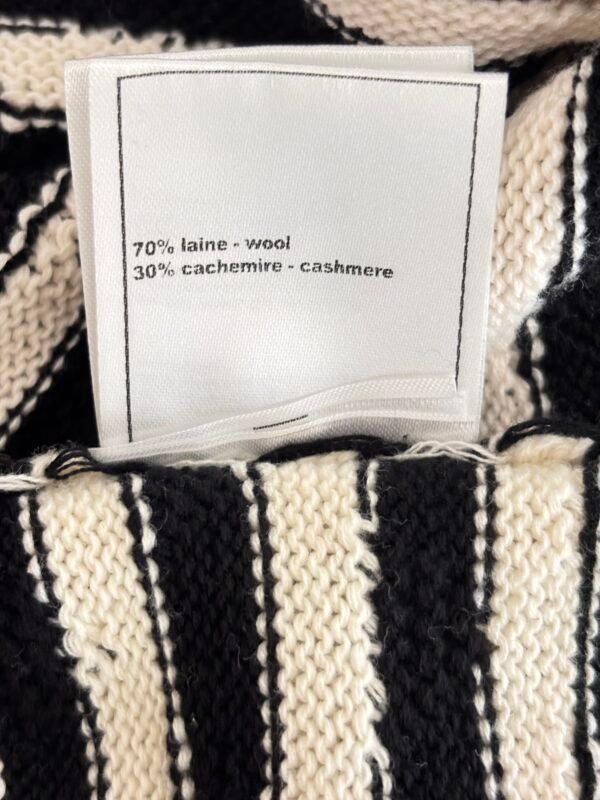 70% laine - wool
30% cachemire - cashmere